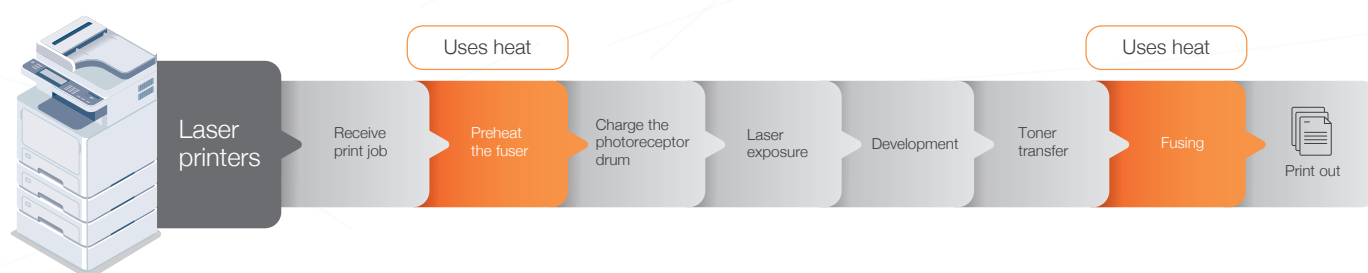 Uses heat
Uses heat
Laser
printers
Receive
print job
Preheat
the fuser
Charge the
photoreceptor
drum
Laser
exposure
Development
Toner
transfer
Fusing
Print out